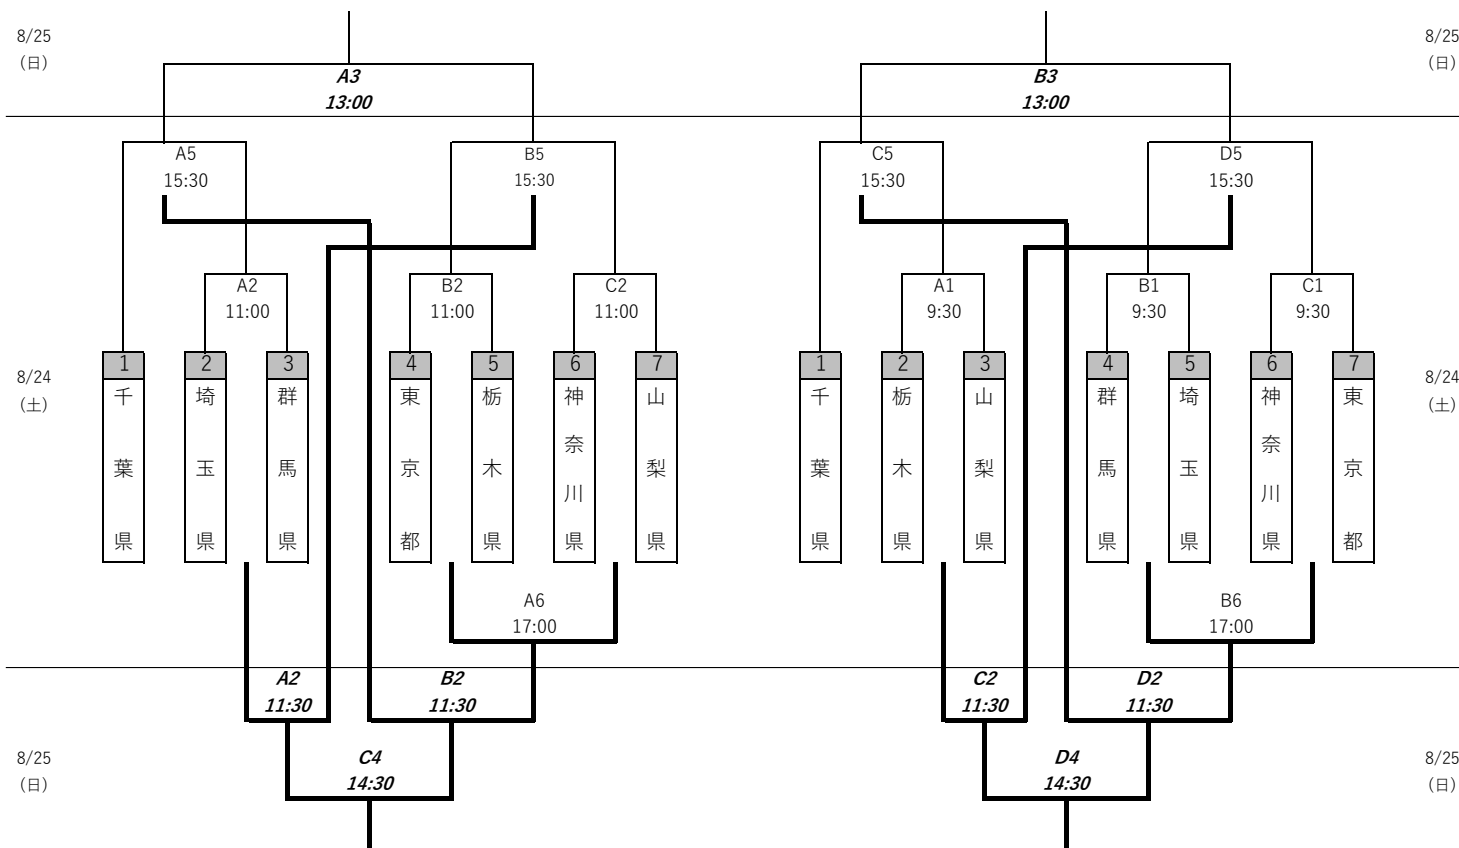 8/25
(日)
A3
13:00
B3
13:00
8/25
(日)
A5
15:30
B5
15:30
C5
15:30
D5
15:30
A2
11:00
B2
11:00
C2
11:00
A1
9:30
B1
9:30
C1
9:30
8/24
(土)
1
千葉県
2
埼玉県
3
群馬県
4
東京都
5
栃木県
6
神奈川県
7
山梨県
1
千葉県
2
栃木県
3
山梨県
4
群馬県
5
埼玉県
6
神奈川県
7
東京都
8/24
(土)
A6
17:00
B6
17:00
A2
11:30
B2
11:30
C2
11:30
D2
11:30
8/25
(日)
C4
14:30
D4
14:30
8/25
(日)